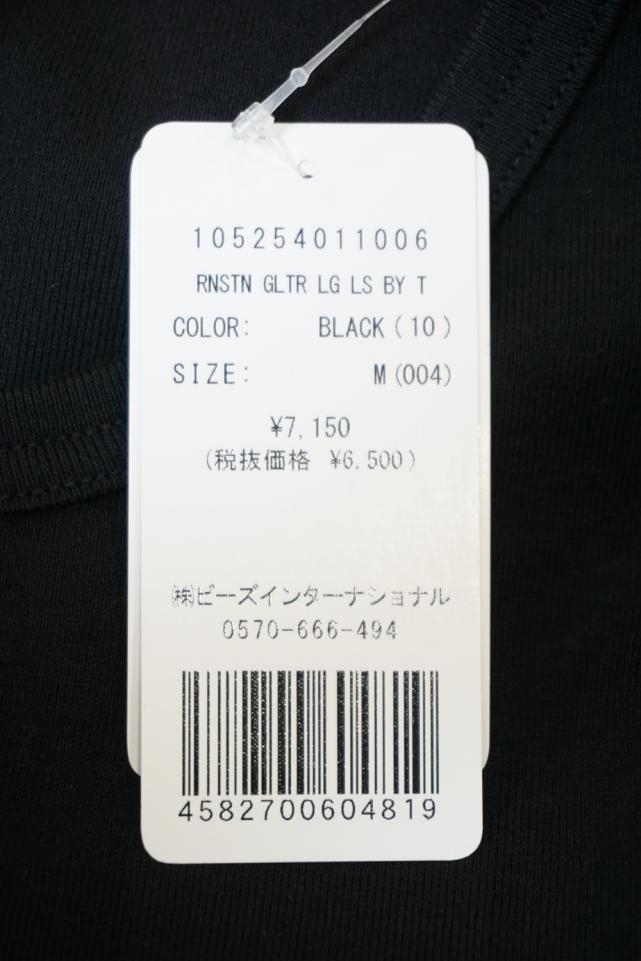 105254011006
RNSTN GLTR LG LS BY T
COLOR: BLACK(10)
SIZE: M(004)
¥7,150
(税抜価格 ¥6,500)
㈱ビーズインターナショナル
0570-666-494
4582700604819